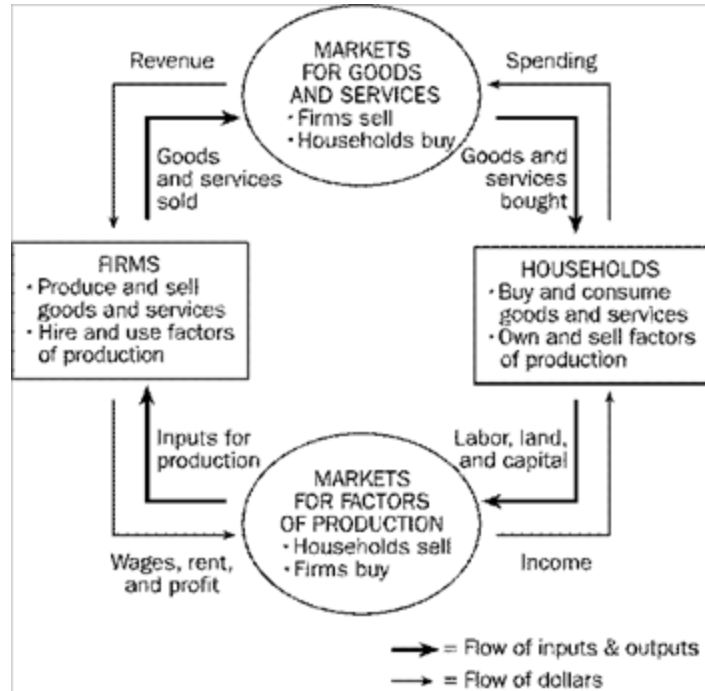 Revenue
MARKETS
FOR GOODS
AND SERVICES
• Firms sell
• Households buy
Spending
Goods
and services
sold
Goods and
services
bought
FIRMS
• Produce and sell
goods and services
• Hire and use factors
of production
HOUSEHOLDS
• Buy and consume
goods and services
• Own and sell factors
of production
Inputs for
production
Labor, land,
and capital
MARKETS
FOR FACTORS
OF PRODUCTION
• Households sell
• Firms buy
Wages, rent,
and profit
Income
= Flow of inputs & outputs
= Flow of dollars